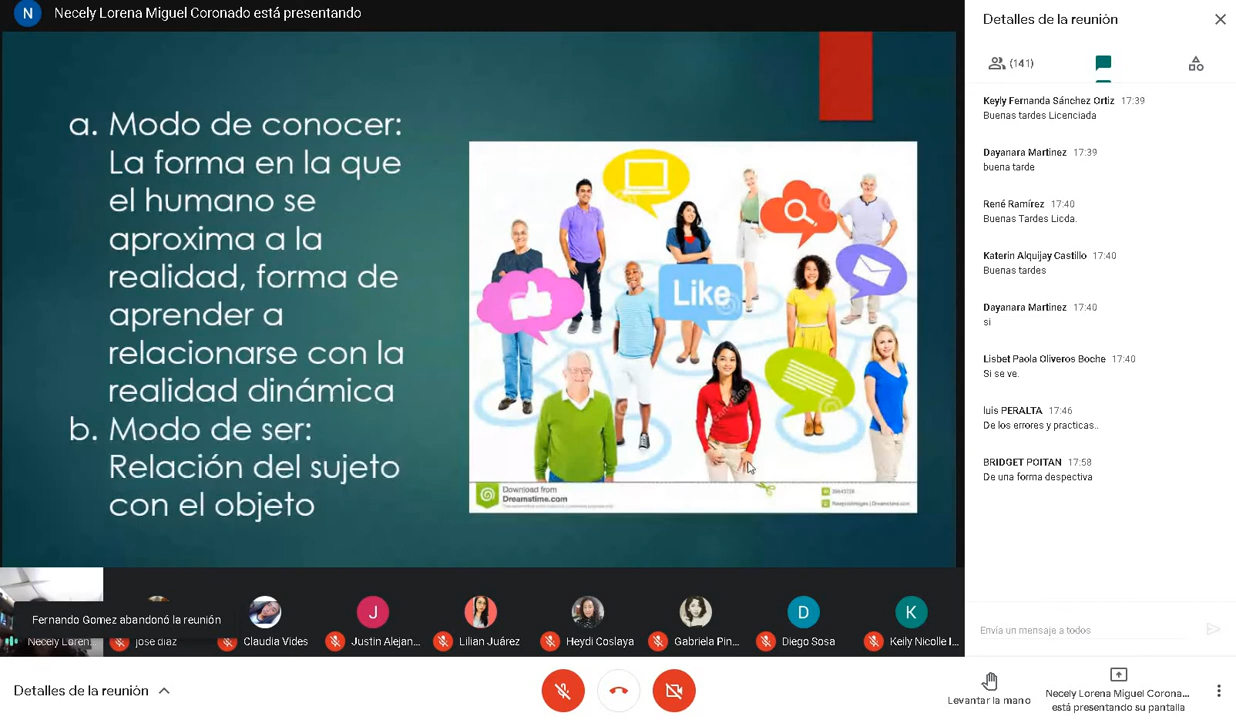 N Necely Lorena Miguel Coronado está presentando
a. Modo de conocer:
La forma en la que
el humano se
aproxima a la
realidad, forma de
aprender a
relacionarse con la
realidad dinámica
b. Modo de ser:
Relación del sujeto
con el objeto
Like
Download from
Dreamstime.com
Fernando Gomez abandonó la reunión
Necely Loren...
jose diaz
Claudia Vides
J
Justin Alejan...
Lilian Juárez
Heydi Coslaya
Gabriela Pin...
D
Diego Sosa
K
Keily Nicolle I...
Detalles de la reunión
(141)
Keyly Fernanda Sánchez Ortiz 17:39
Buenas tardes Licenciada
Dayanara Martinez 17:39
buena tarde
René Ramírez 17:40
Buenas Tardes Licda.
Katerin Alquijay Castillo 17:40
Buenas tardes
Dayanara Martinez 17:40
si
Lisbet Paola Oliveros Boche 17:40
Si se ve.
luis PERALTA 17:46
De los errores y practicas..
BRIDGET POITAN 17:58
De una forma despectiva
Envía un mensaje a todos
Detalles de la reunión
Levantar la mano
Necely Lorena Miguel Corona...
está presentando su pantalla